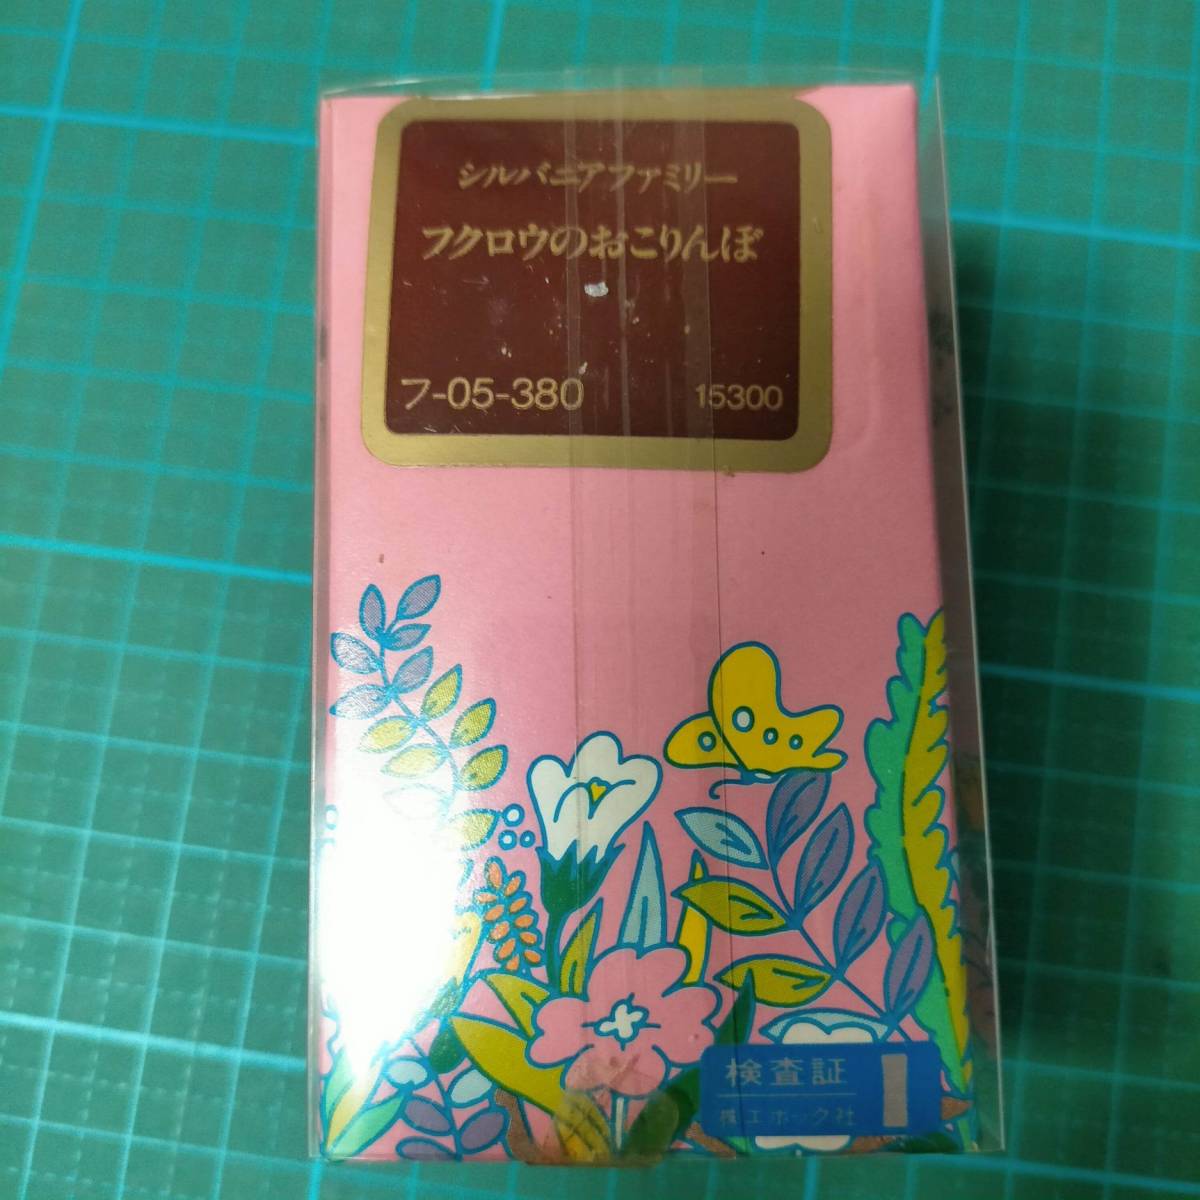 シルバニアファミリー
フクロウのおこりんぼ
フ-05-380 15300
検査証
株エポック社